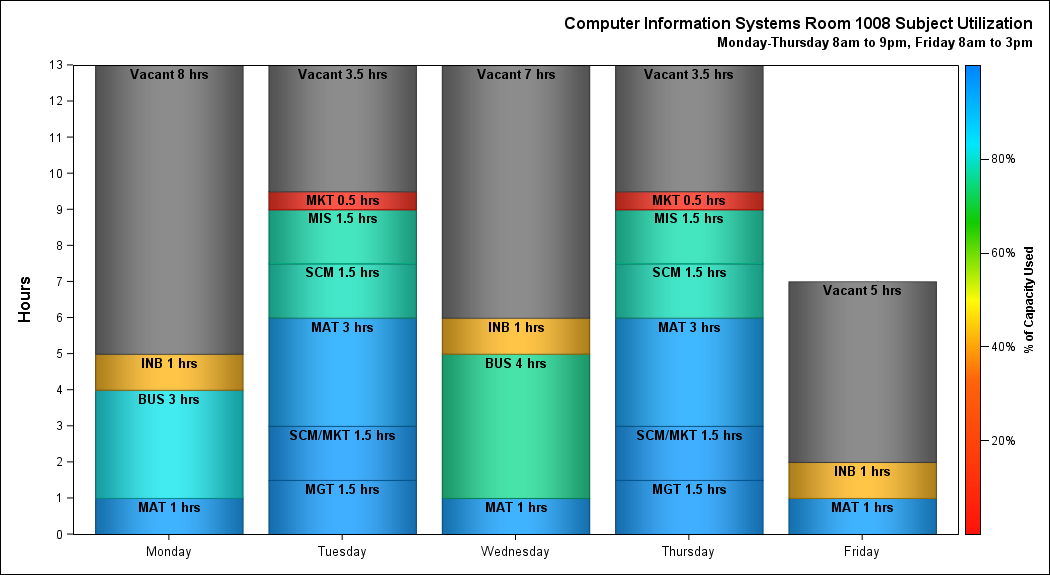 Computer Information Systems Room 1008 Subject Utilization
Monday-Thursday 8am to 9pm, Friday 8am to 3pm
Hours
13
12
11
10
9
8
7
6
5
4
3
2
1
0
Vacant 8 hrs
INB 1 hrs
BUS 3 hrs
MAT 1 hrs
Vacant 3.5 hrs
MKT 0.5 hrs
MIS 1.5 hrs
SCM 1.5 hrs
MAT 3 hrs
SCM/MKT 1.5 hrs
MGT 1.5 hrs
Vacant 7 hrs
INB 1 hrs
BUS 4 hrs
MAT 1 hrs
Vacant 3.5 hrs
MKT 0.5 hrs
MIS 1.5 hrs
SCM 1.5 hrs
MAT 3 hrs
SCM/MKT 1.5 hrs
MGT 1.5 hrs
Vacant 5 hrs
INB 1 hrs
MAT 1 hrs
Monday
Tuesday
Wednesday
Thursday
Friday
80%
60%
40%
20%
% of Capacity Used